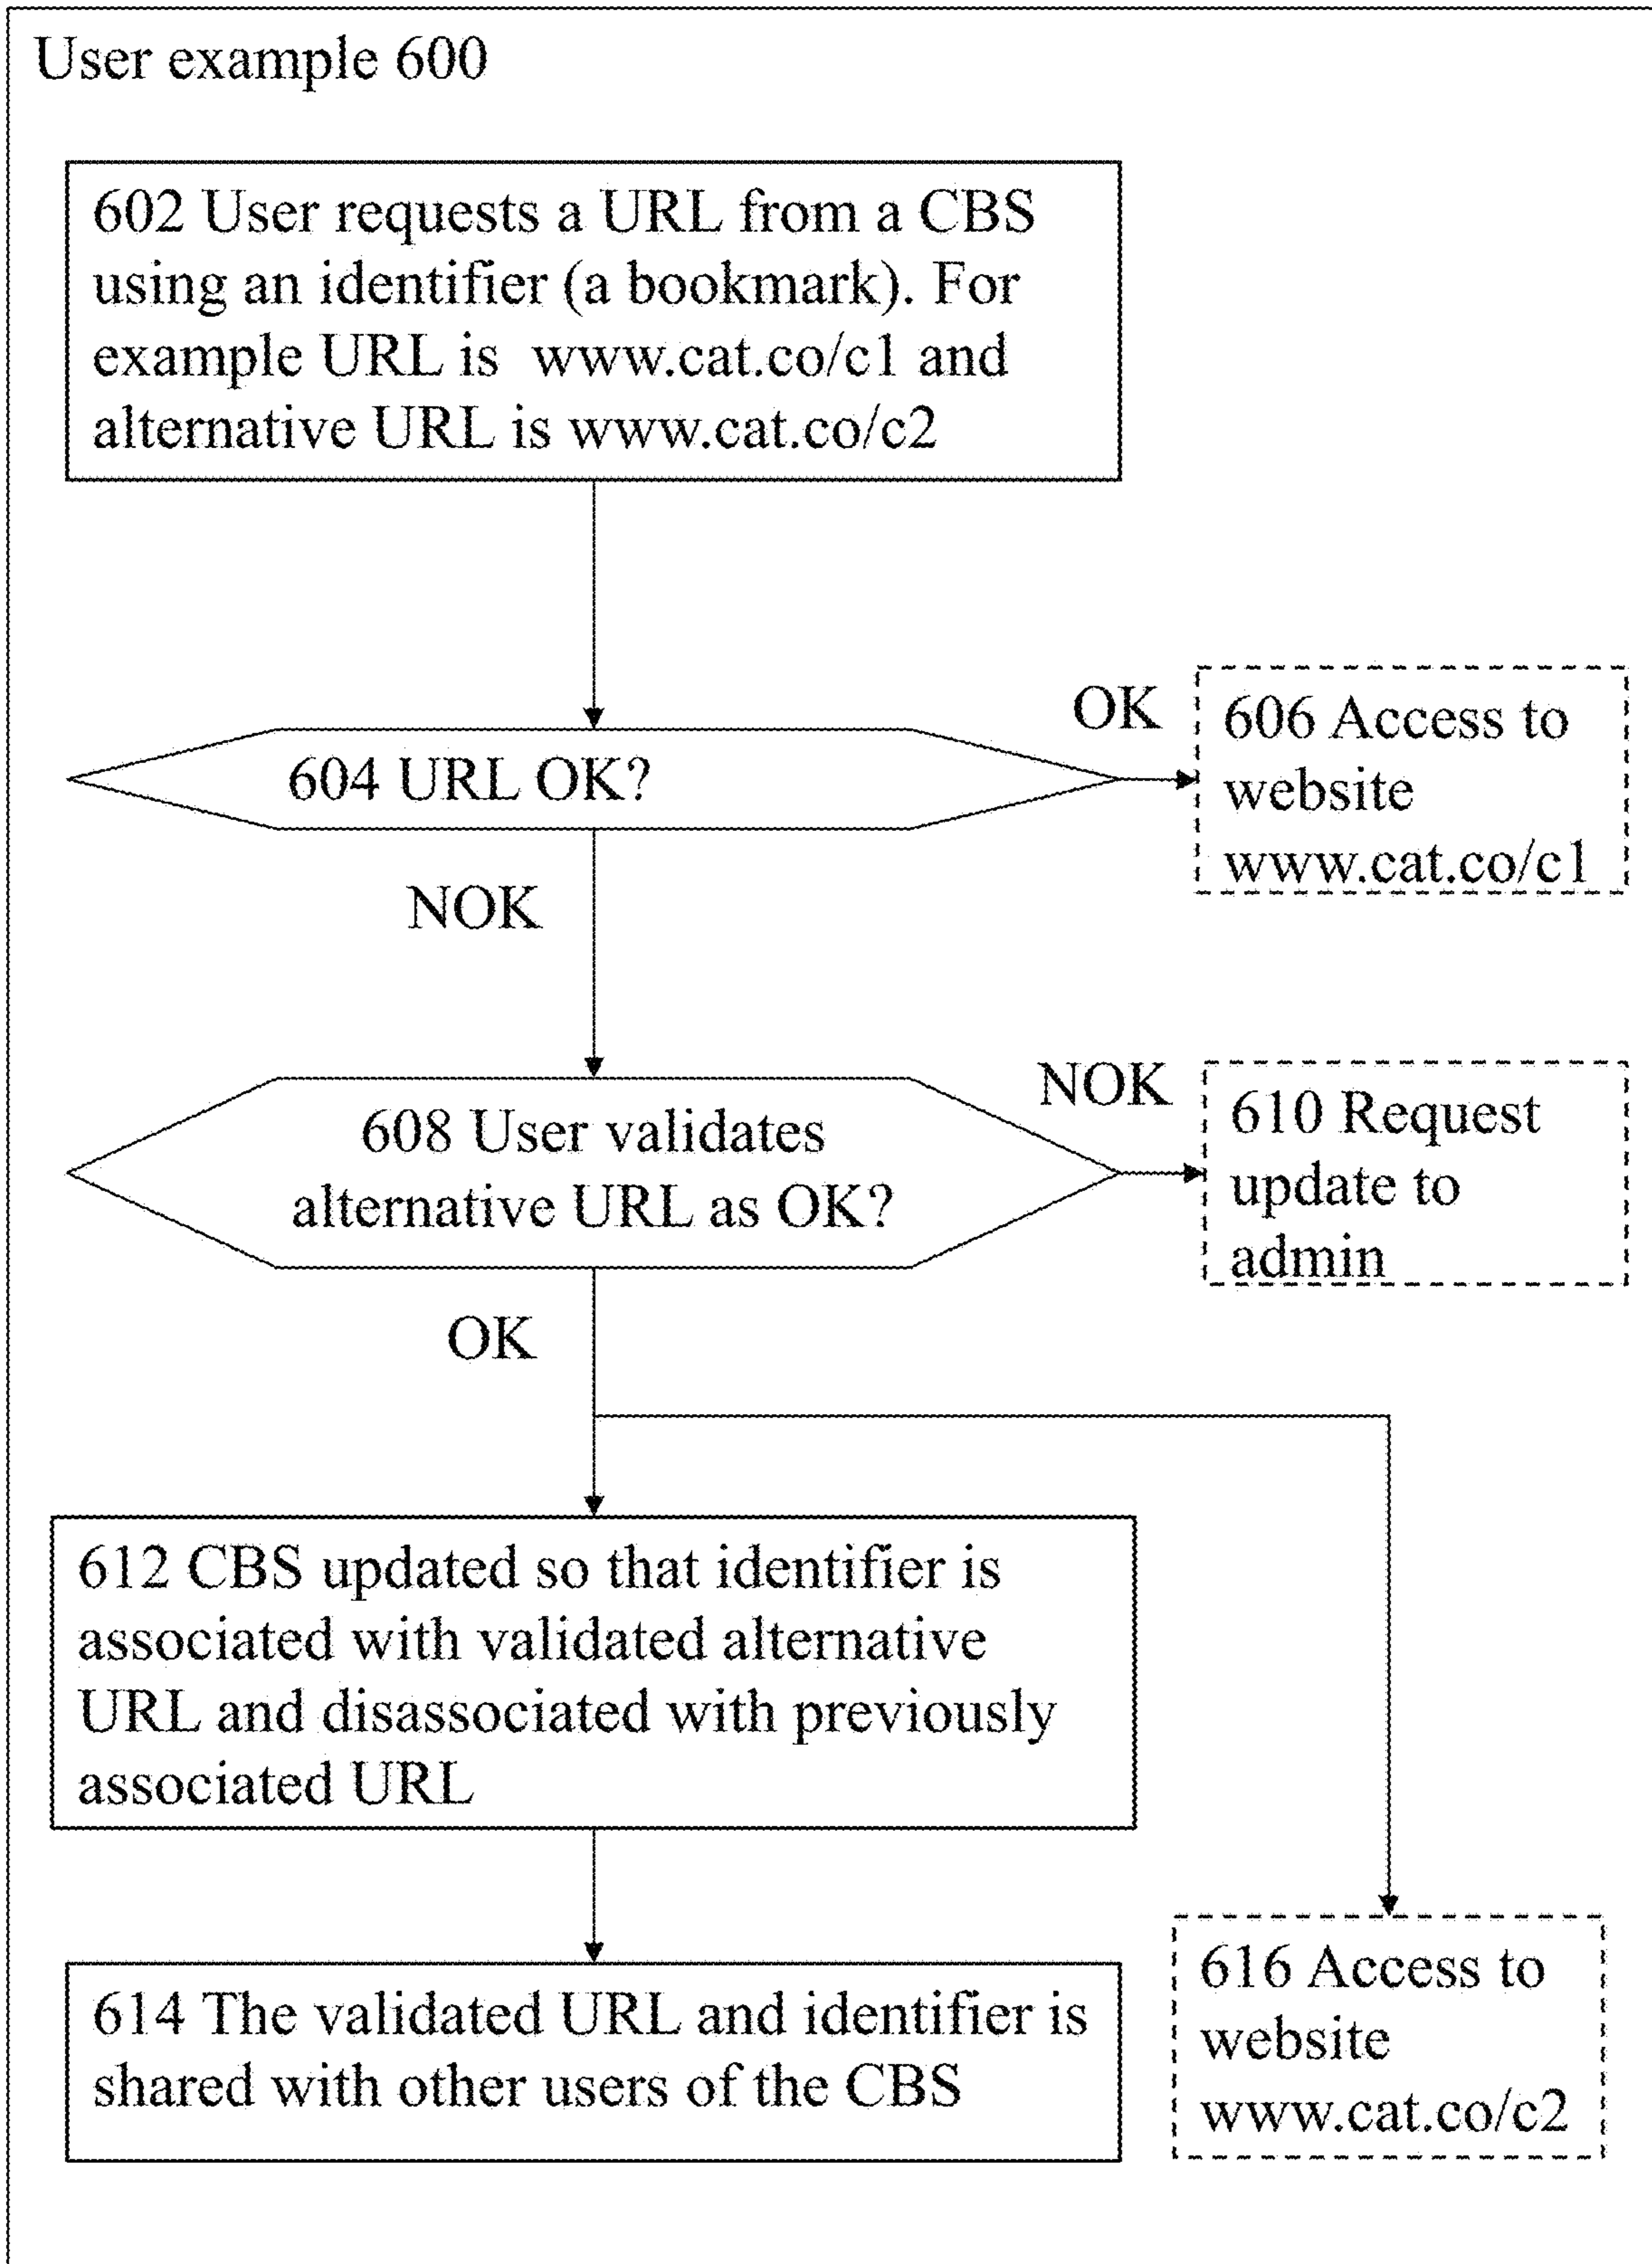 User example 600
602 User requests a URL from a CBS
using an identifier (a bookmark). For
example URL is www.cat.co/c1 and
alternative URL is www.cat.co/c2
604 URL OK?
OK
606 Access to
website
www.cat.co/c1
NOK
608 User validates
alternative URL as OK?
NOK
610 Request
update to
admin
OK
612 CBS updated so that identifier is
associated with validated alternative
URL and disassociated with previously
associated URL
614 The validated URL and identifier is
shared with other users of the CBS
616 Access to
website
www.cat.co/c2